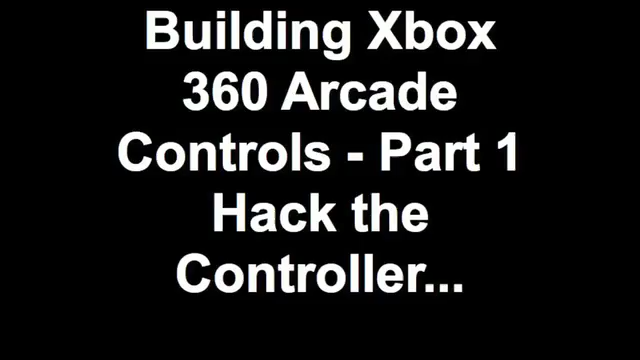 Building Xbox
360 Arcade
Controls - Part 1
Hack the
Controller...